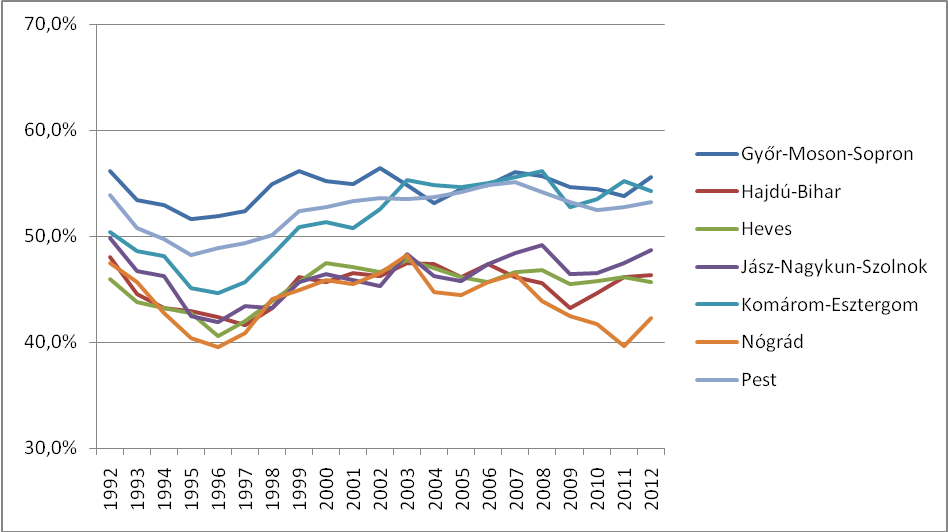 70,0%
60,0%
50,0%
40,0%
30,0%
1992 1993 1994 1995 1996 1997 1998 1999 2000 2001 2002 2003 2004 2005 2006 2007 2008 2009 2010 2011 2012
Győr-Moson-Sopron
Hajdú-Bihar
Heves
Jász-Nagykun-Szolnok
Komárom-Esztergom
Nógrád
Pest